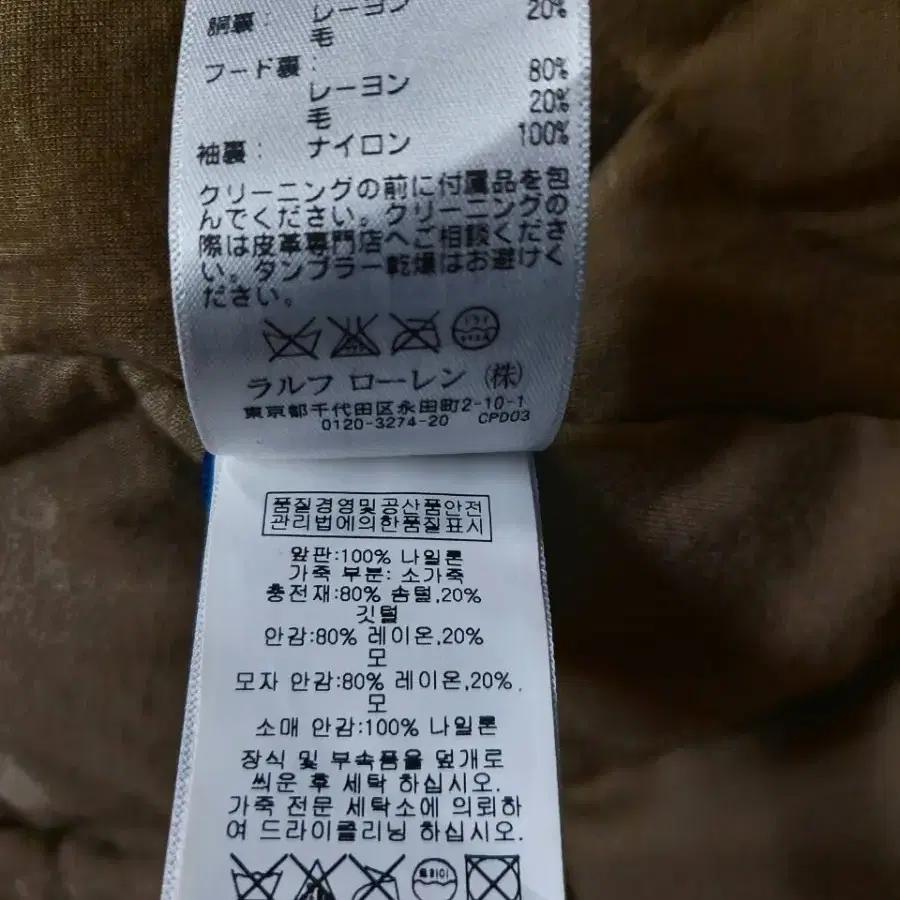 胴裏: レーヨン 20%
毛
フード裏:
レーヨン 80%
毛 20%
袖裏: ナイロン 100%
クリーニングの前に付属品を包
んでください。クリーニングの
際は皮革専門店へご相談くださ
い。タンブラー乾燥はお避けく
ださい。
ラルフ ローレン (株)
東京都千代田区永田町2-10-1
0120-3274-20 CPD03
품질경영및공산품안전
관리법에의한품질표시
앞판:100% 나일론
가죽 부분: 소가죽
충전재:80% 솜털,20%
깃털
안감:80% 레이온,20%
모
모자 안감:80% 레이온,20%
모
소매 안감:100% 나일론
장식 및 부속품을 덮개로
씌운 후 세탁 하십시오.
가죽 전문 세탁소에 의뢰하
여 드라이클리닝 하십시오.